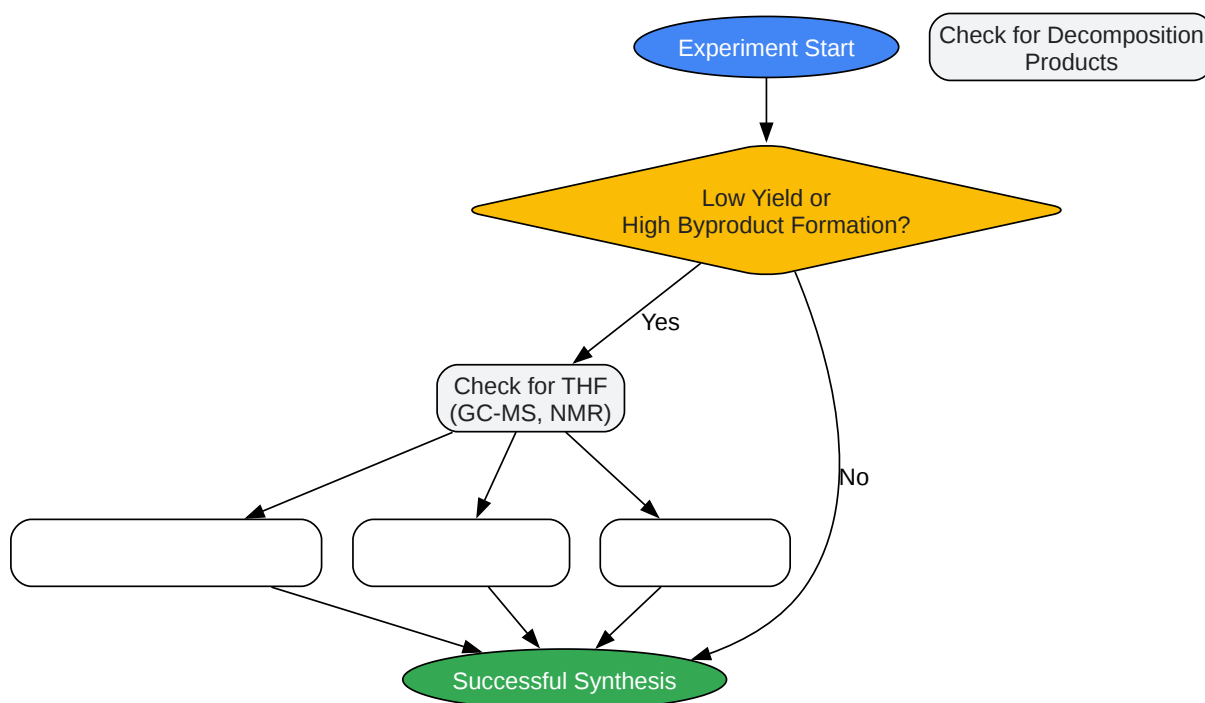 Experiment Start
Check for Decomposition
Products
Low Yield or
High Byproduct Formation?
Yes
Check for THF
(GC-MS, NMR)
No
Successful Synthesis